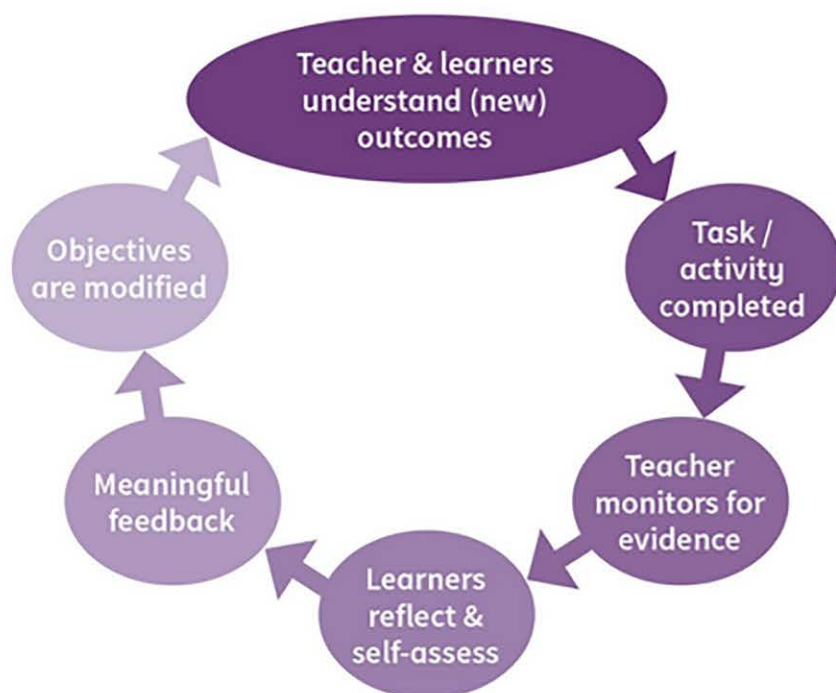 Teacher & learners
understand (new)
outcomes
Task /
activity
completed
Teacher
monitors for
evidence
Learners
reflect &
self-assess
Meaningful
feedback
Objectives
are modified